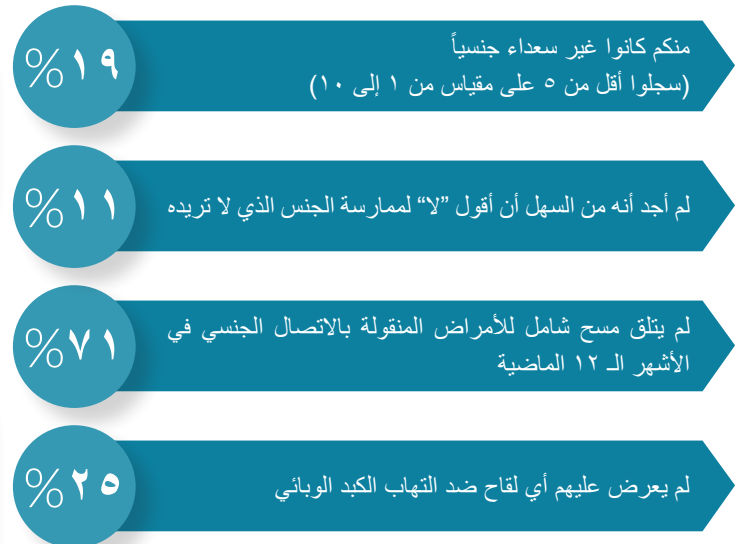 منكم كانوا غير سعداء جنسياً
(سجلوا أقل من ٥ على مقياس من ١ إلى ١٠)
%١٩
لم أجد أنه من السهل أن أقول ”لا“ لممارسة الجنس الذي لا تريده
%١١
لم يتلق مسح شامل للأمراض المنقولة بالاتصال الجنسي في
الأشهر الـ ١٢ الماضية
%٧١
لم يعرض عليهم أي لقاح ضد التهاب الكبد الوبائي
%٢٥